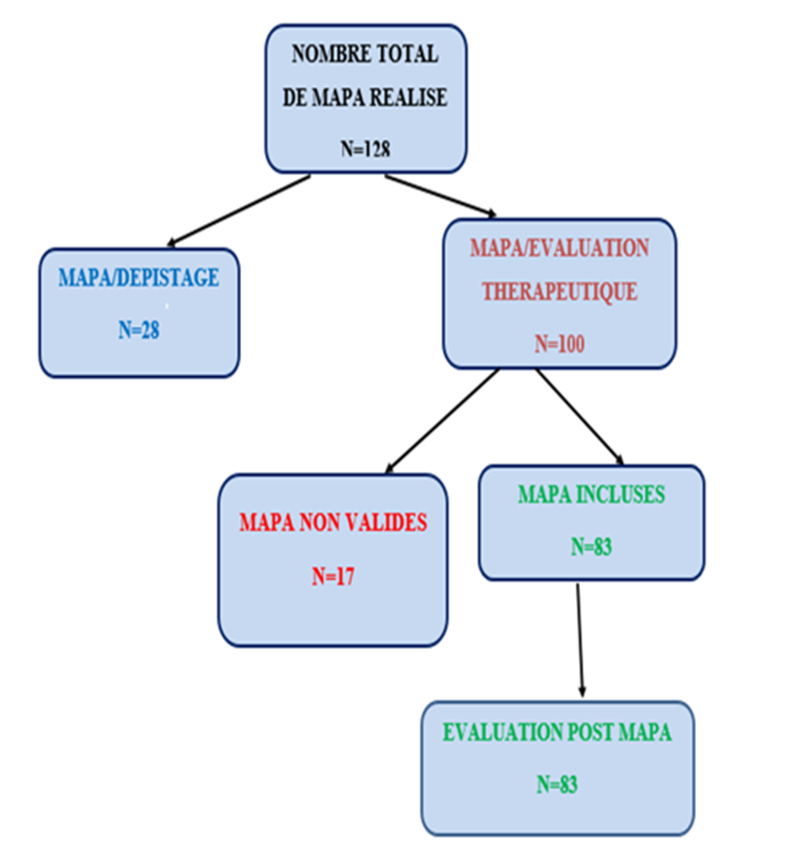 NOMBRE TOTAL
DE MAPA REALISE
N=128
MAPA/DEPISTAGE
N=28
MAPA/EVALUATION
THERAPEUTIQUE
N=100
MAPA NON VALIDES
N=17
MAPA INCLUSES
N=83
EVALUATION POST MAPA
N=83